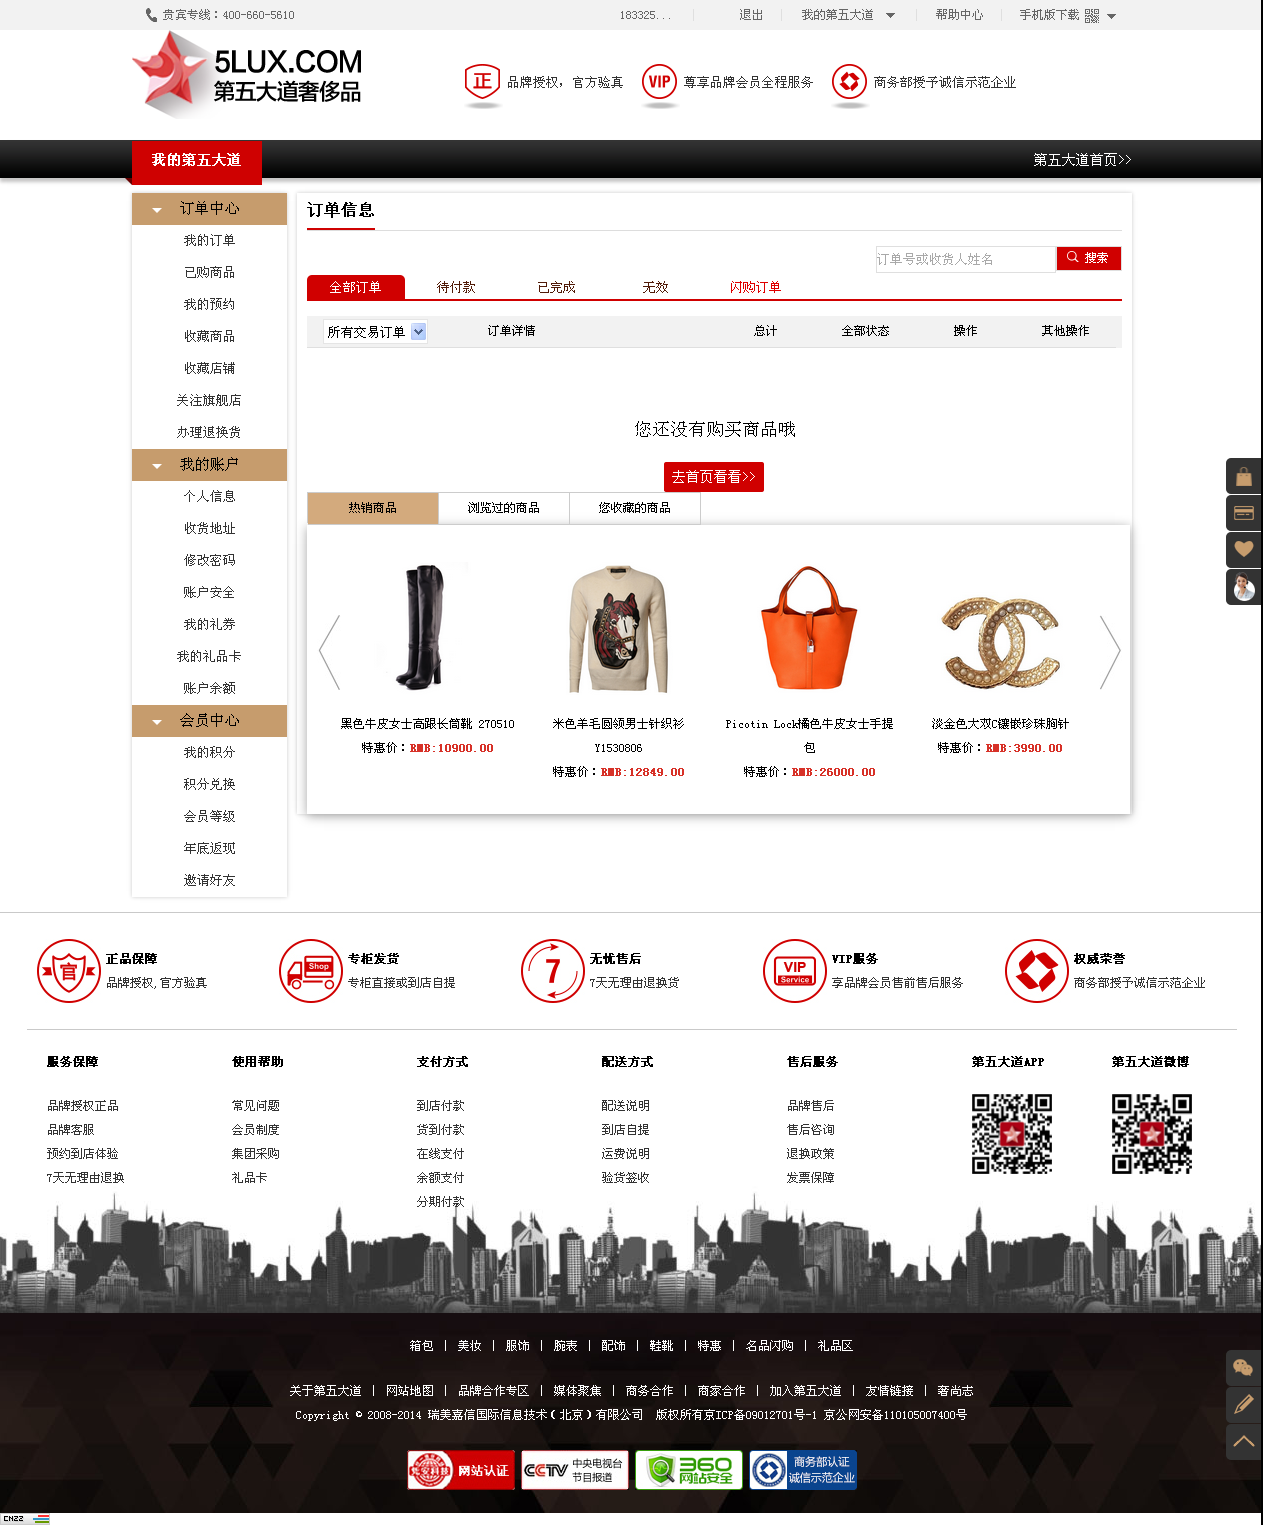 贵宾专线：400-660-5610
183325...
退出
我的第五大道
帮助中心
手机版下载
5LUX.COM
第五大道奢侈品
正
品牌授权，官方验真
VIP
尊享品牌会员全程服务
商务部授予诚信示范企业
我的第五大道
第五大道首页>>
订单中心
我的订单
已购商品
我的预约
收藏商品
收藏店铺
关注旗舰店
办理退换货
我的账户
个人信息
收货地址
修改密码
账户安全
我的礼券
我的礼品卡
账户余额
会员中心
我的积分
积分兑换
会员等级
年底返现
邀请好友
订单信息
订单号或收货人姓名
搜索
全部订单
待付款
已完成
无效
闪购订单
所有交易订单
订单详情
总计
全部状态
操作
其他操作
您还没有购买商品哦
去首页看看>>
热销商品
浏览过的商品
您收藏的商品
黑色牛皮女士高跟长筒靴 270510
特惠价：RMB:10900.00
米色羊毛圆领男士针织衫
Y1530806
特惠价：RMB:12849.00
Picotin Lock橘色牛皮女士手提
包
特惠价：RMB:26000.00
淡金色大双C镶嵌珍珠胸针
特惠价：RMB:3990.00
官
正品保障
品牌授权,官方验真
Shop
专柜发货
专柜直接或到店自提
7
无忧售后
7天无理由退换货
VIP
Service
VIP服务
享品牌会员售前售后服务
权威荣誉
商务部授予诚信示范企业
服务保障
品牌授权正品
品牌客服
预约到店体验
7天无理由退换
使用帮助
常见问题
会员制度
集团采购
礼品卡
支付方式
到店付款
货到付款
在线支付
余额支付
分期付款
配送方式
配送说明
到店自提
运费说明
验货签收
售后服务
品牌售后
售后咨询
退换政策
发票保障
第五大道APP
第五大道微博
箱包 | 美妆 | 服饰 | 腕表 | 配饰 | 鞋靴 | 特惠 | 名品闪购 | 礼品区
关于第五大道 | 网站地图 | 品牌合作专区 | 媒体聚焦 | 商务合作 | 商家合作 | 加入第五大道 | 友情链接 | 奢尚志
Copyright © 2008-2014 瑞美嘉信国际信息技术（北京）有限公司 版权所有京ICP备09012701号-1 京公网安备110105007400号
网站认证
CCTV
中央电视台
节目报道
360
网站安全
商务部认证
诚信示范企业
CNZZ